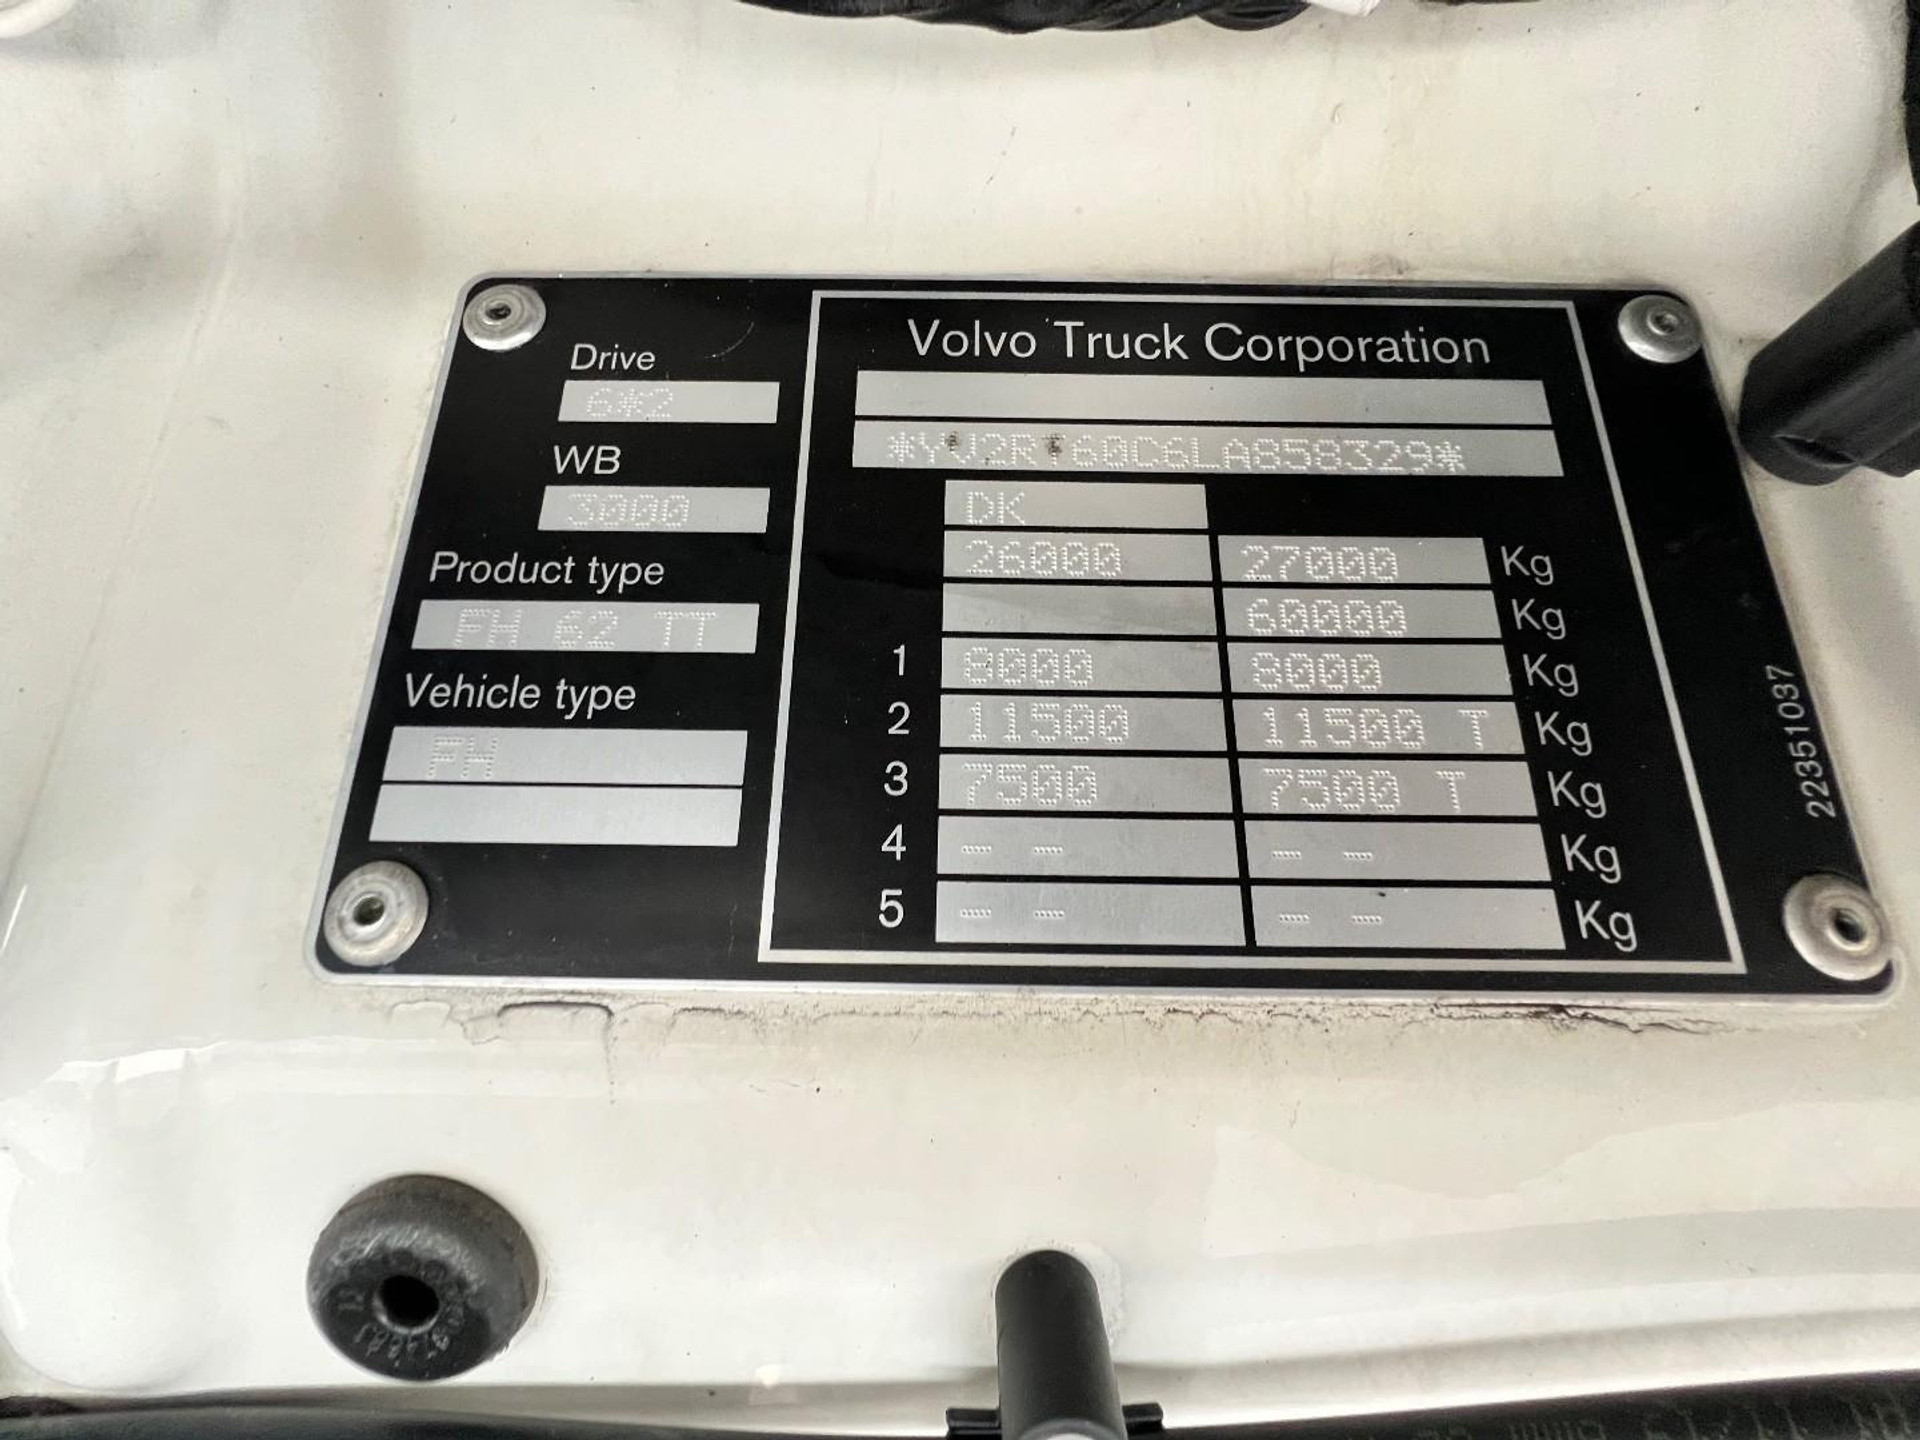 Drive
6*2
WB
3000
Product type
FH 62 TT
Vehicle type
FH
Volvo Truck Corporation
*YV2RT60C6LA858329*
DK
26000 27000 Kg
60000 Kg
1 8000 8000 Kg
2 11500 11500 T Kg
3 7500 7500 T Kg
4 -- -- -- -- Kg
5 -- -- -- -- Kg
22351037